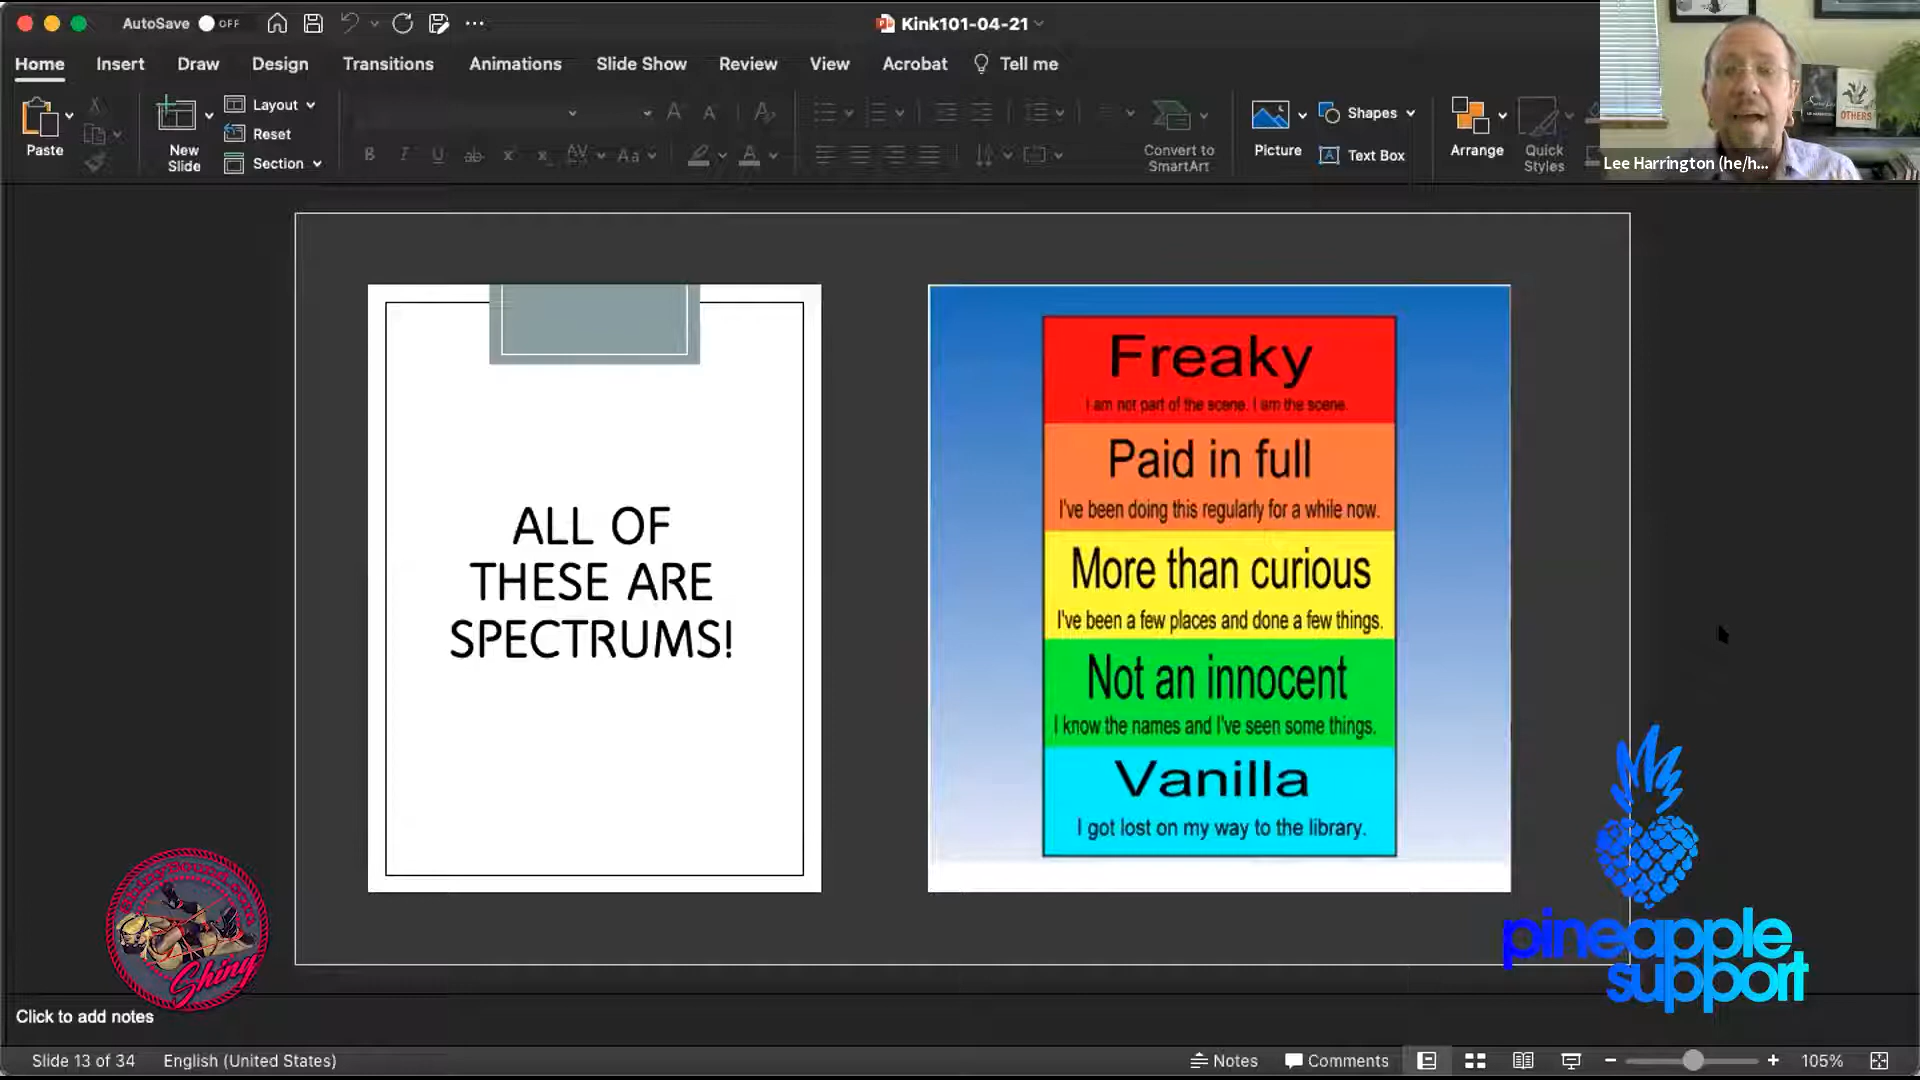 AutoSave OFF
Kink101-04-21
Home Insert Draw Design Transitions Animations Slide Show Review View Acrobat Tell me
Paste
New Slide
Layout
Reset
Section
Convert to SmartArt
Picture
Shapes
Text Box
Arrange
Quick Styles
Lee Harrington (he/h...
OTHERS
ALL OF
THESE ARE
SPECTRUMS!
Freaky
I am not part of the scene. I am the scene.
Paid in full
I've been doing this regularly for a while now.
More than curious
I've been a few places and done a few things.
Not an innocent
I know the names and I've seen some things.
Vanilla
I got lost on my way to the library.
Shiny
pineapple
support
Click to add notes
Slide 13 of 34 English (United States) Notes Comments 105%